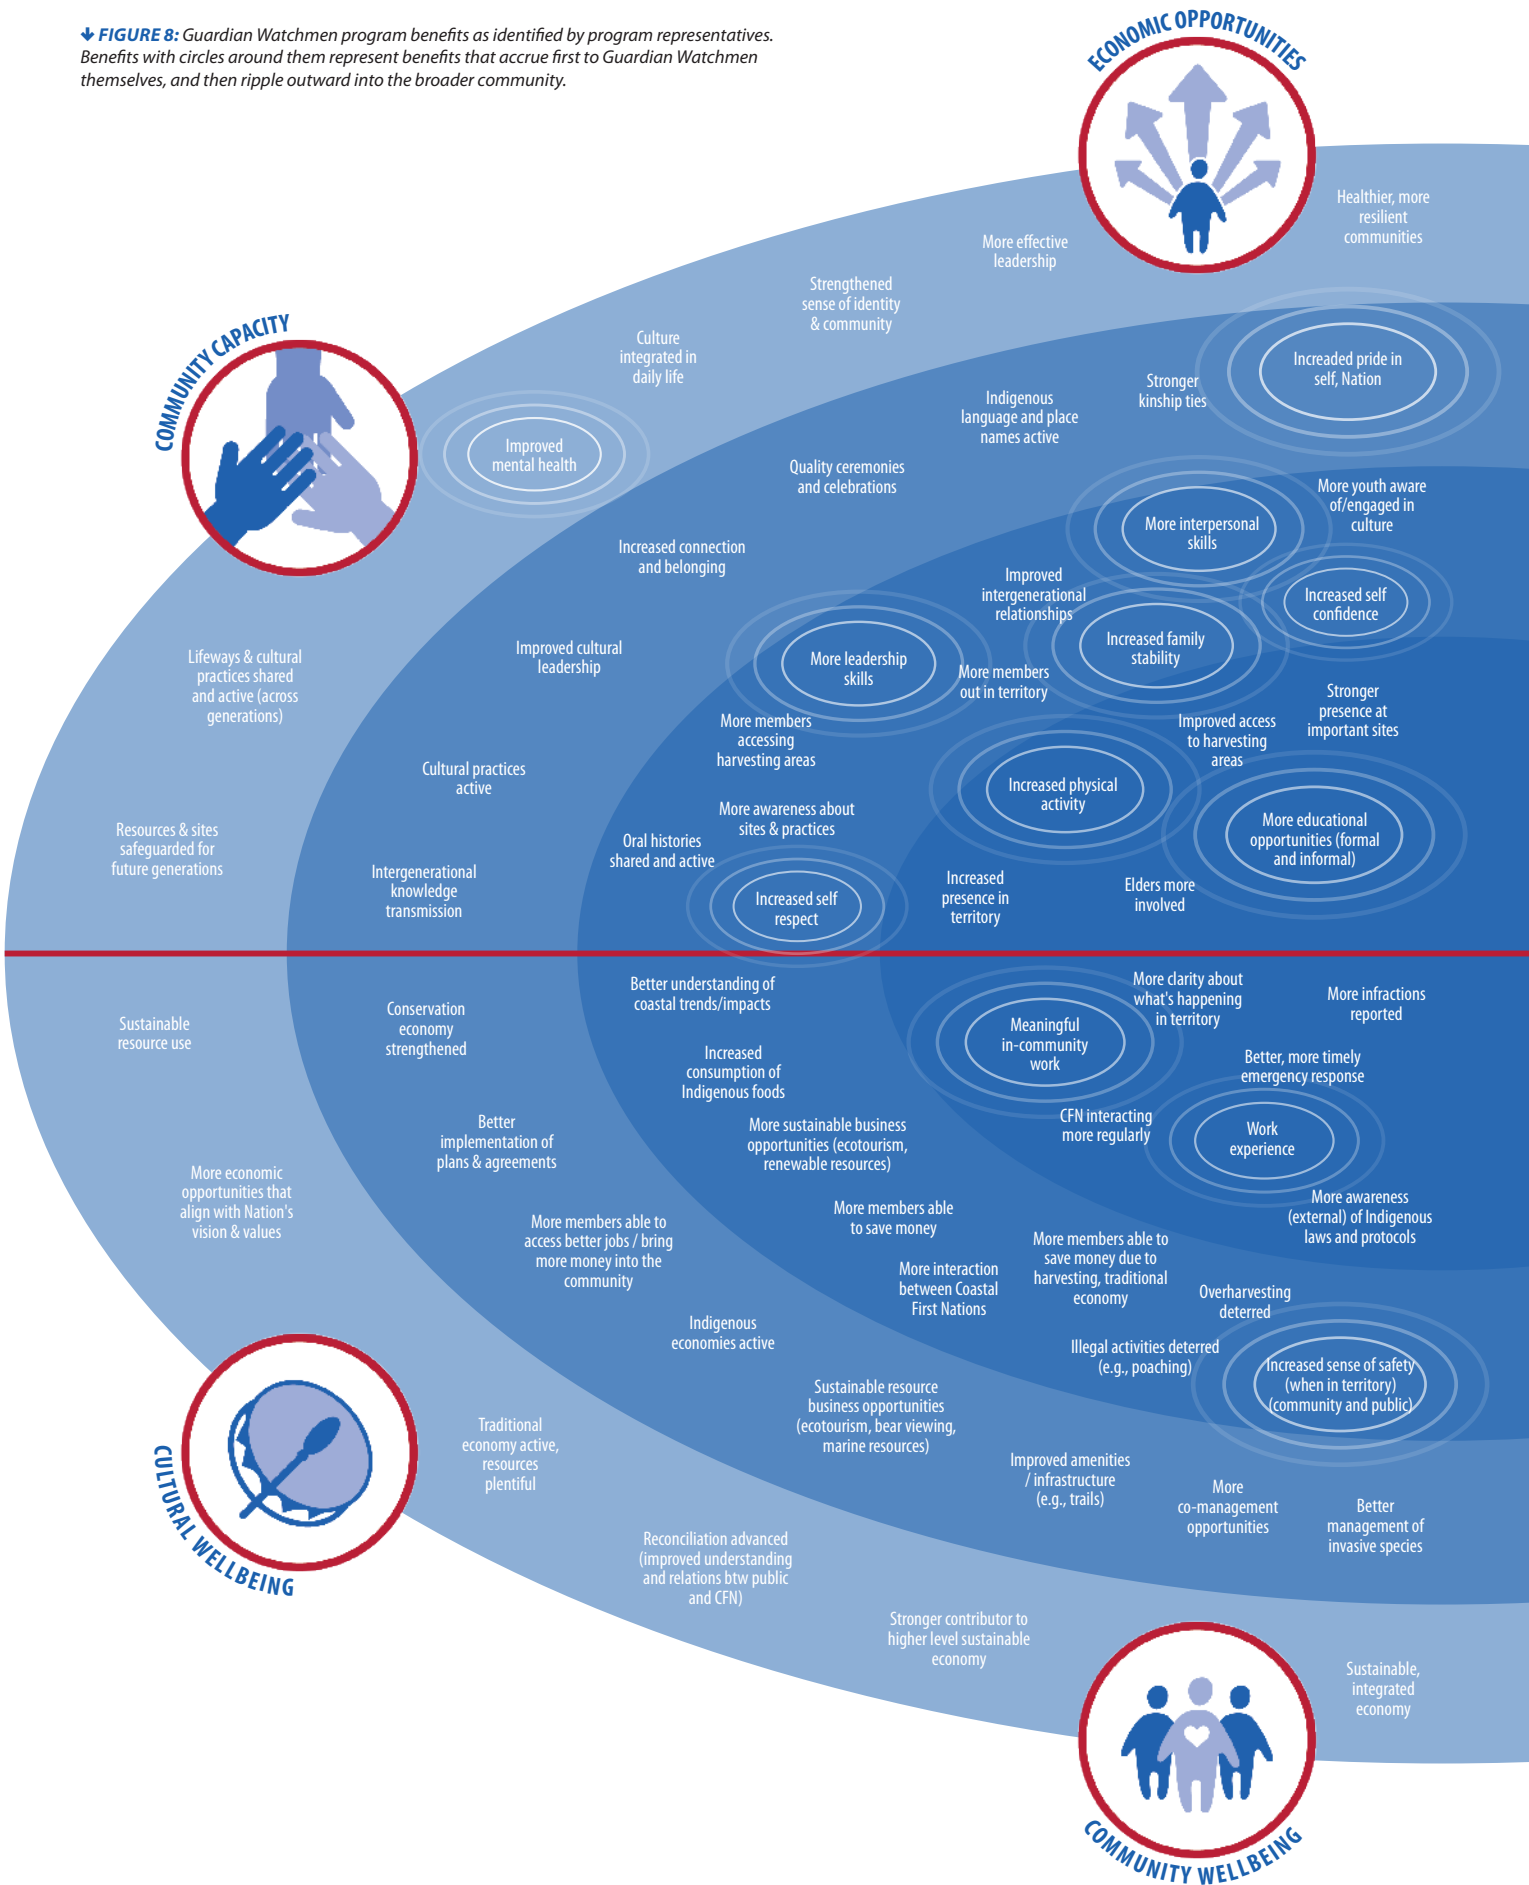 FIGURE 8: Guardian Watchmen program benefits as identified by program representatives.
Benefits with circles around them represent benefits that accrue first to Guardian Watchmen
themselves, and then ripple outward into the broader community.
ECONOMIC OPPORTUNITIES
Healthier, more
resilient
communities
More effective
leadership
Strengthened
sense of identity
& community
Culture
integrated in
daily life
COMMUNITY CAPACITY
Improved
mental health
Increaded pride in
self, Nation
Stronger
kinship ties
Indigenous
language and place
names active
Quality ceremonies
and celebrations
Increased connection
and belonging
Improved cultural
leadership
Lifeways & cultural
practices shared
and active (across
generations)
Cultural practices
active
Resources & sites
safeguarded for
future generations
Intergenerational
knowledge
transmission
More youth aware
of/engaged in
culture
More interpersonal
skills
Improved
intergenerational
relationships
Increased self
confidence
Increased family
stability
More leadership
skills
More members
out in territory
More members
accessing
harvesting areas
Stronger
presence at
important sites
Improved access
to harvesting
areas
Increased physical
activity
More awareness about
sites & practices
Oral histories
shared and active
More educational
opportunities (formal
and informal)
Increased self
respect
Increased
presence in
territory
Elders more
involved
Better understanding of
coastal trends/impacts
More clarity about
what's happening
in territory
More infractions
reported
Sustainable
resource use
Conservation
economy
strengthened
Meaningful
in-community
work
Increased
consumption of
Indigenous foods
Better, more timely
emergency response
Better
implementation of
plans & agreements
More sustainable business
opportunities (ecotourism,
renewable resources)
CFN interacting
more regularly
Work
experience
More economic
opportunities that
align with Nation's
vision & values
More members able to
access better jobs / bring
more money into the
community
More members able
to save money
More awareness
(external) of Indigenous
laws and protocols
More interaction
between Coastal
First Nations
More members able to
save money due to
harvesting, traditional
economy
Overharvesting
deterred
Indigenous
economies active
Illegal activities deterred
(e.g., poaching)
Increased sense of safety
(when in territory)
(community and public)
Sustainable resource
business opportunities
(ecotourism, bear viewing,
marine resources)
CULTURAL WELLBEING
Traditional
economy active,
resources
plentiful
Improved amenities
/ infrastructure
(e.g., trails)
More
co-management
opportunities
Better
management of
invasive species
Reconciliation advanced
(improved understanding
and relations btw public
and CFN)
Stronger contributor to
higher level sustainable
economy
Sustainable,
integrated
economy
COMMUNITY WELLBEING